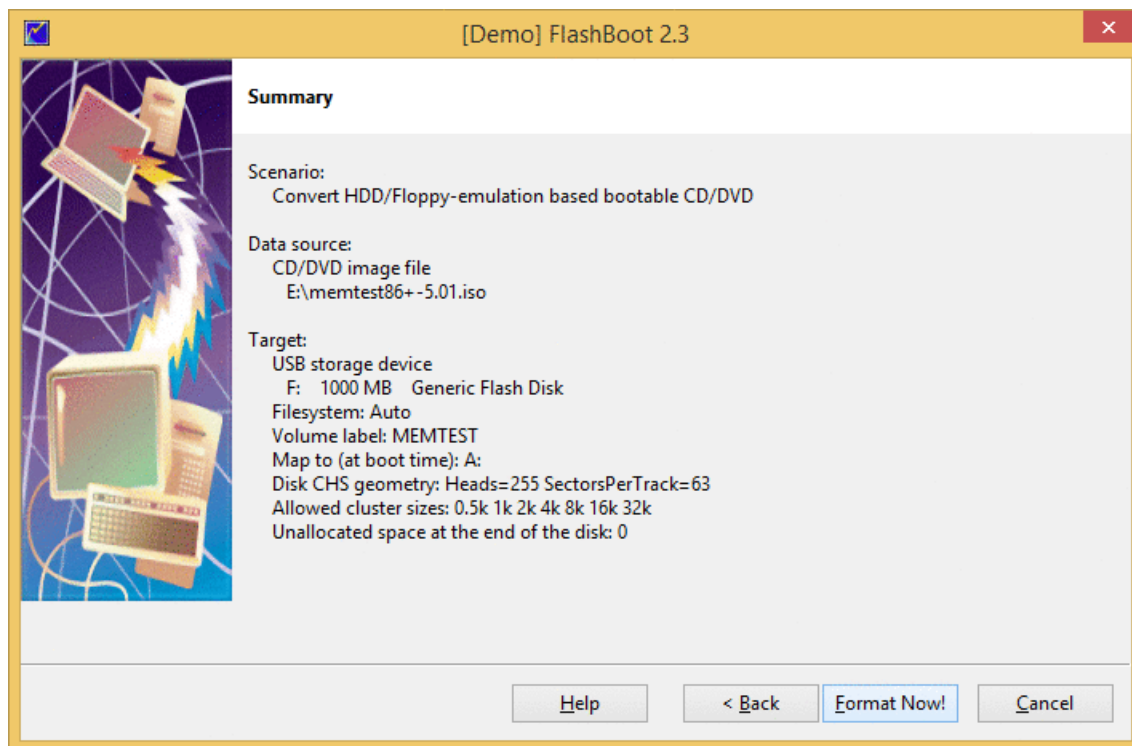 [Demo] FlashBoot 2.3
Summary
Scenario:
Convert HDD/Floppy-emulation based bootable CD/DVD
Data source:
CD/DVD image file
E:\memtest86+-5.01.iso
Target:
USB storage device
F: 1000 MB Generic Flash Disk
Filesystem: Auto
Volume label: MEMTEST
Map to (at boot time): A:
Disk CHS geometry: Heads=255 SectorsPerTrack=63
Allowed cluster sizes: 0.5k 1k 2k 4k 8k 16k 32k
Unallocated space at the end of the disk: 0
Help < Back Format Now! Cancel